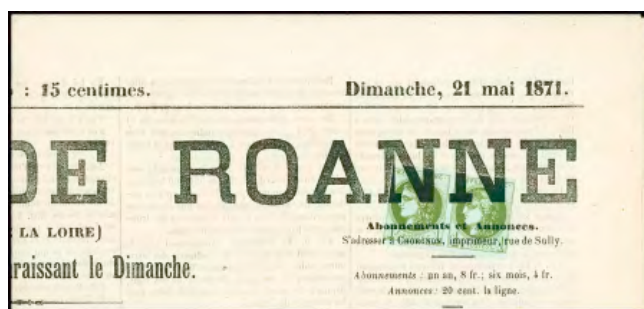 : 15 centimes. Dimanche, 21 mai 1871.
DE ROANNE
LA LOIRE)
raissant le Dimanche.
Abonnements et Annonces.
S'adresser à Chorgnon, imprimeur, rue de Sully.
Abonnements : un an, 8 fr.; six mois, 4 fr.
Annonces : 20 cent. la ligne.